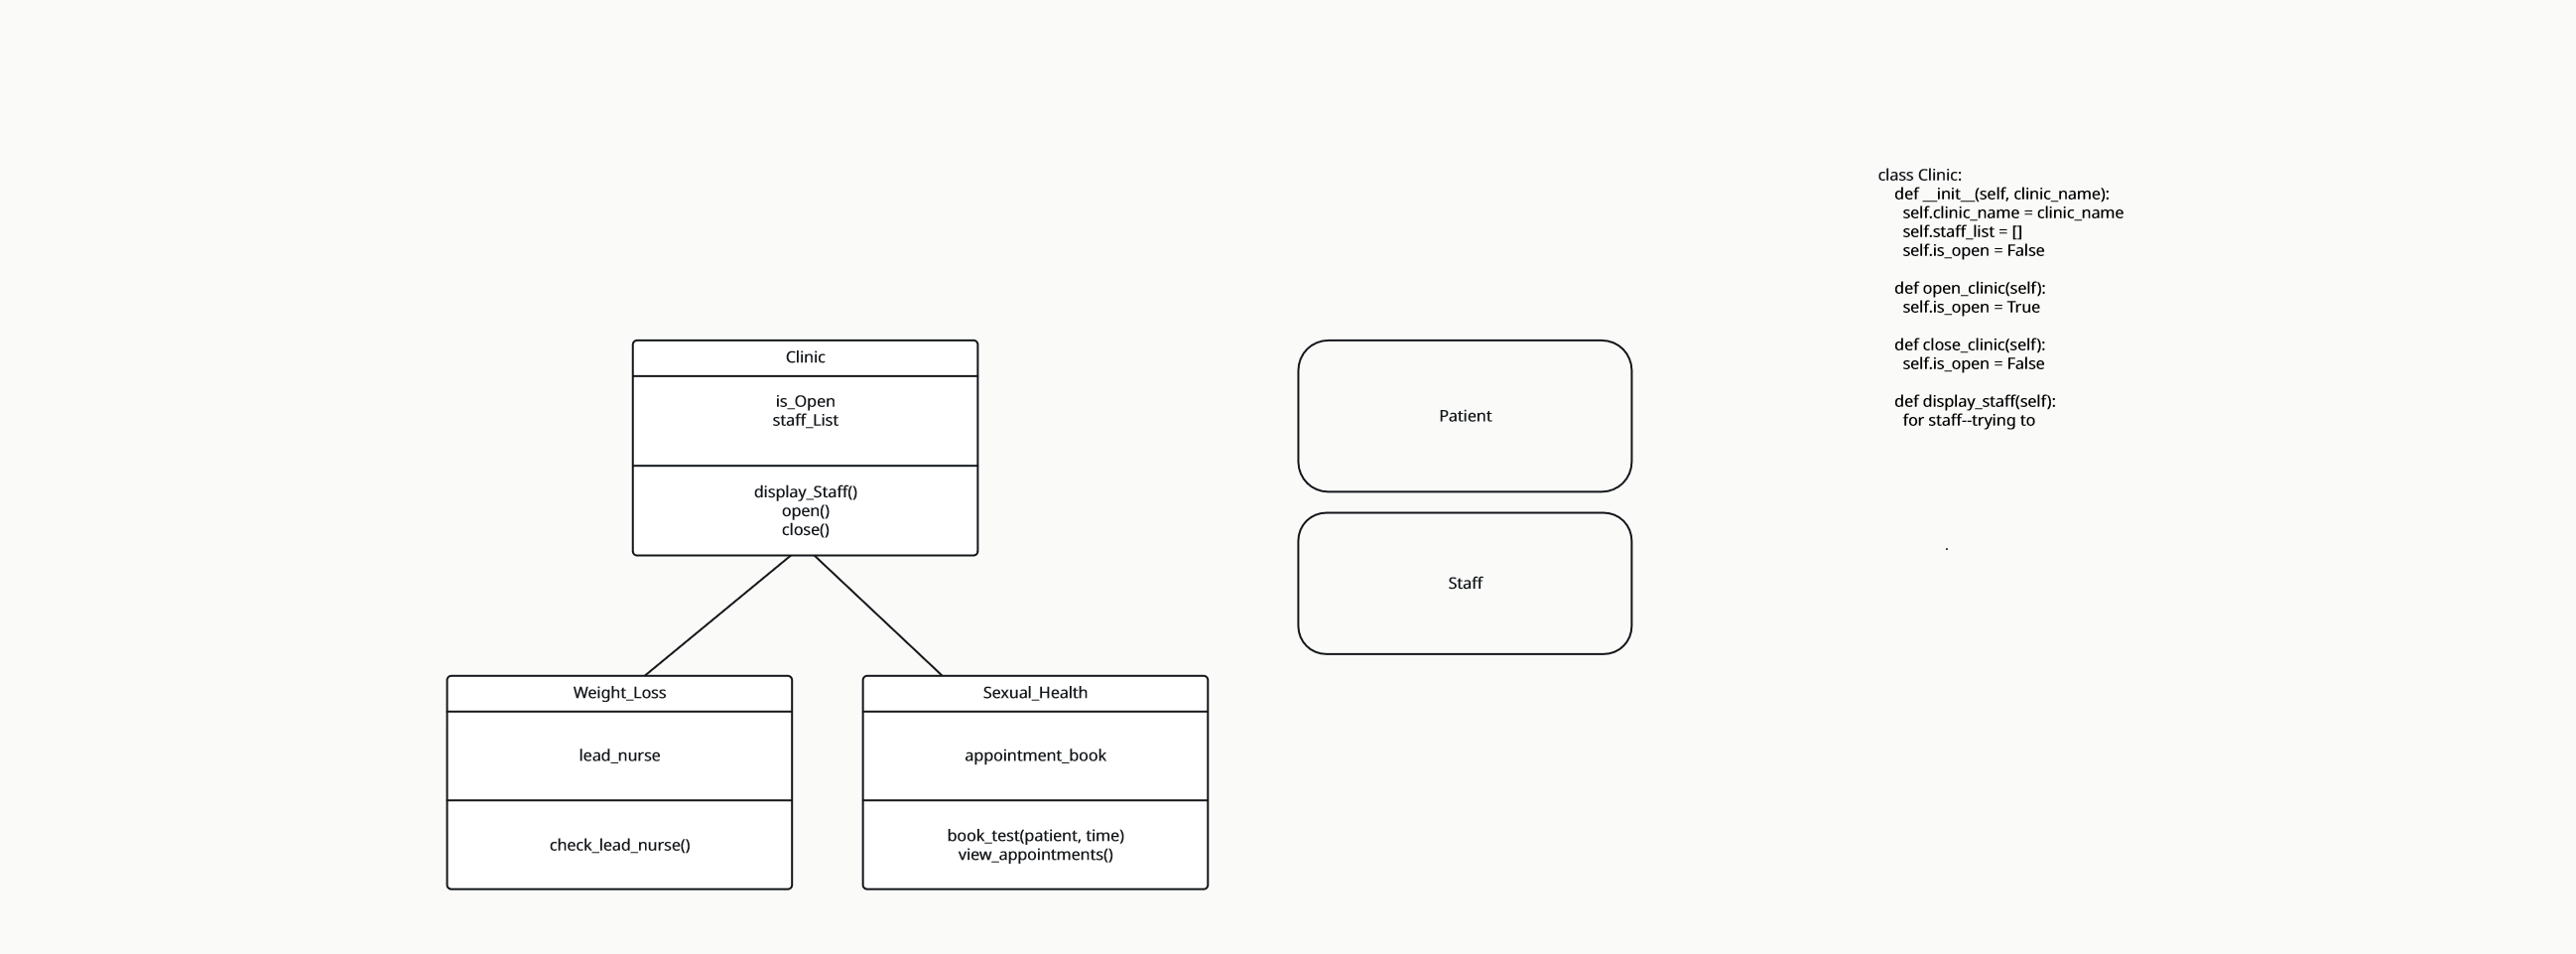 Clinic
is_Open
staff_List
display_Staff()
open()
close()
Weight_Loss
lead_nurse
check_lead_nurse()
Sexual_Health
appointment_book
book_test(patient, time)
view_appointments()
Patient
Staff
class Clinic:
    def __init__(self, clinic_name):
      self.clinic_name = clinic_name
      self.staff_list = []
      self.is_open = False

    def open_clinic(self):
      self.is_open = True

    def close_clinic(self):
      self.is_open = False

    def display_staff(self):
      for staff--trying to
.